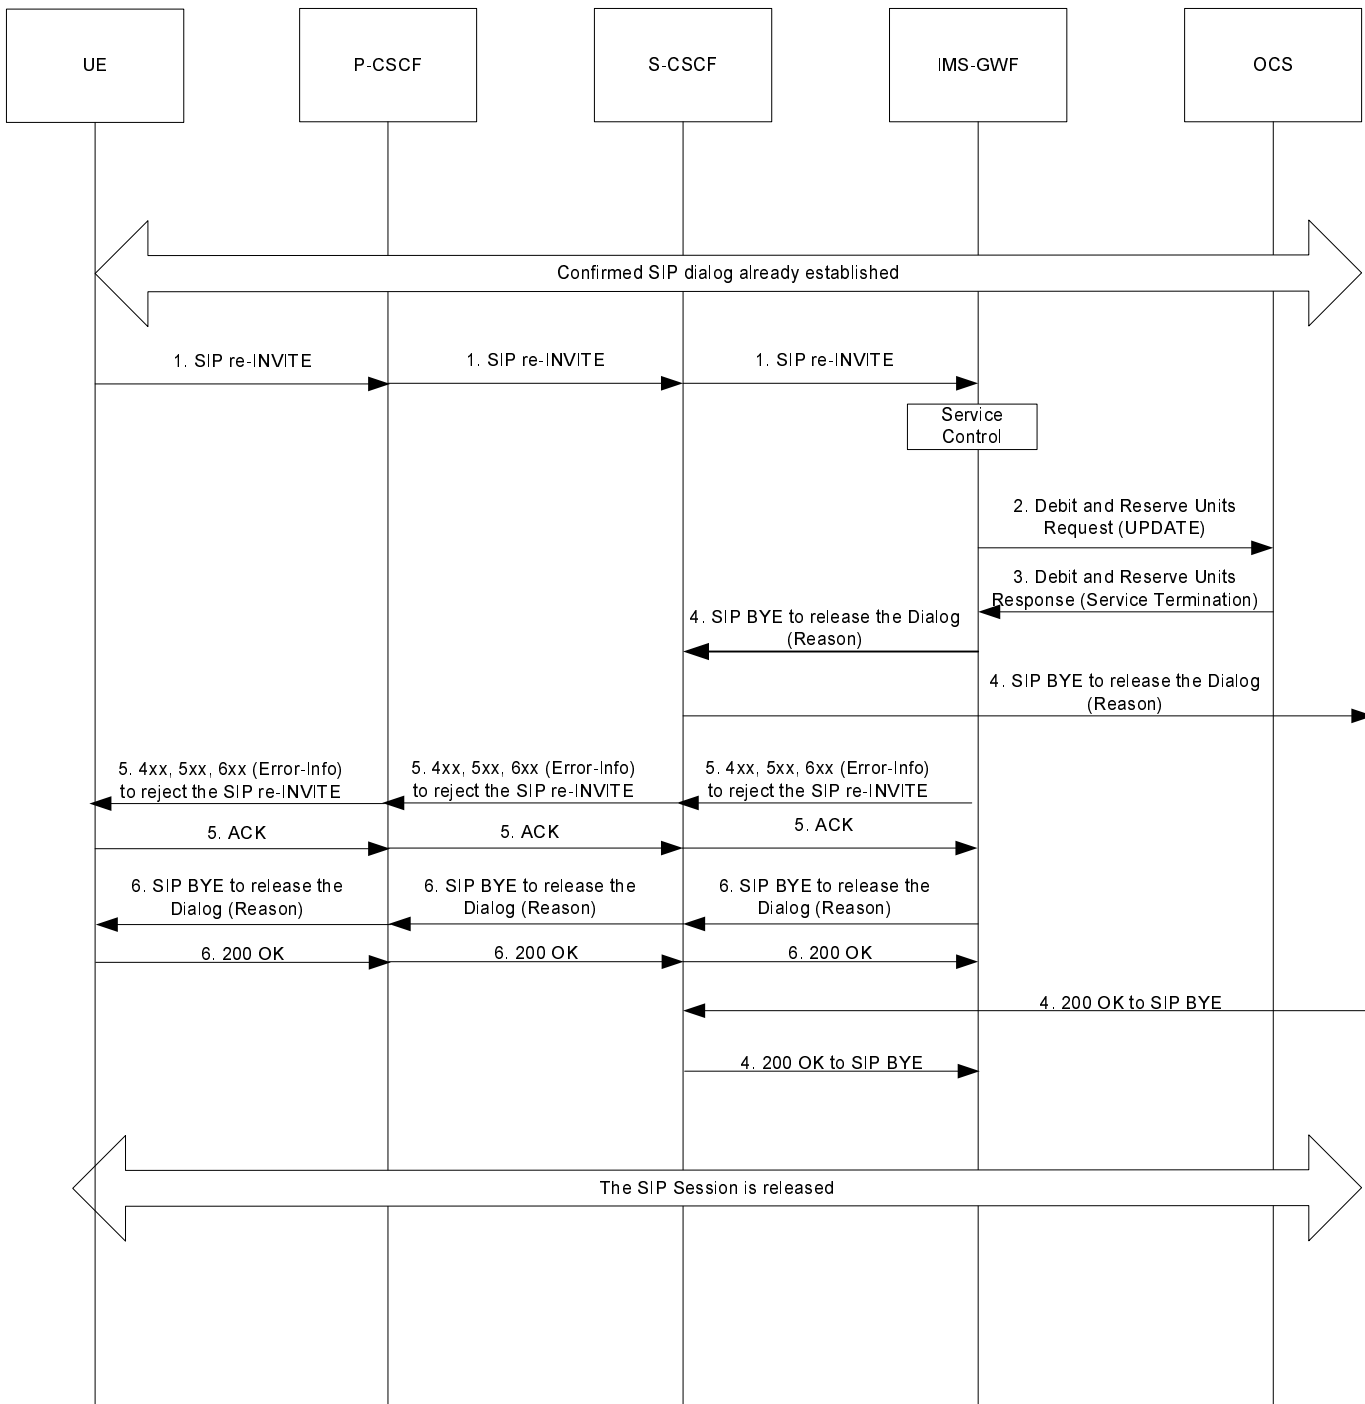 UE
P-CSCF
S-CSCF
IMS-GWF
OCS
Confirmed SIP dialog already established
1. SIP re-INVITE
1. SIP re-INVITE
1. SIP re-INVITE
Service
Control
2. Debit and Reserve Units
Request (UPDATE)
3. Debit and Reserve Units
Response (Service Termination)
4. SIP BYE to release the Dialog
(Reason)
4. SIP BYE to release the Dialog
(Reason)
5. 4xx, 5xx, 6xx (Error-Info)
to reject the SIP re-INVITE
5. 4xx, 5xx, 6xx (Error-Info)
to reject the SIP re-INVITE
5. 4xx, 5xx, 6xx (Error-Info)
to reject the SIP re-INVITE
5. ACK
5. ACK
5. ACK
6. SIP BYE to release the
Dialog (Reason)
6. SIP BYE to release the
Dialog (Reason)
6. SIP BYE to release the
Dialog (Reason)
6. 200 OK
6. 200 OK
6. 200 OK
4. 200 OK to SIP BYE
4. 200 OK to SIP BYE
The SIP Session is released